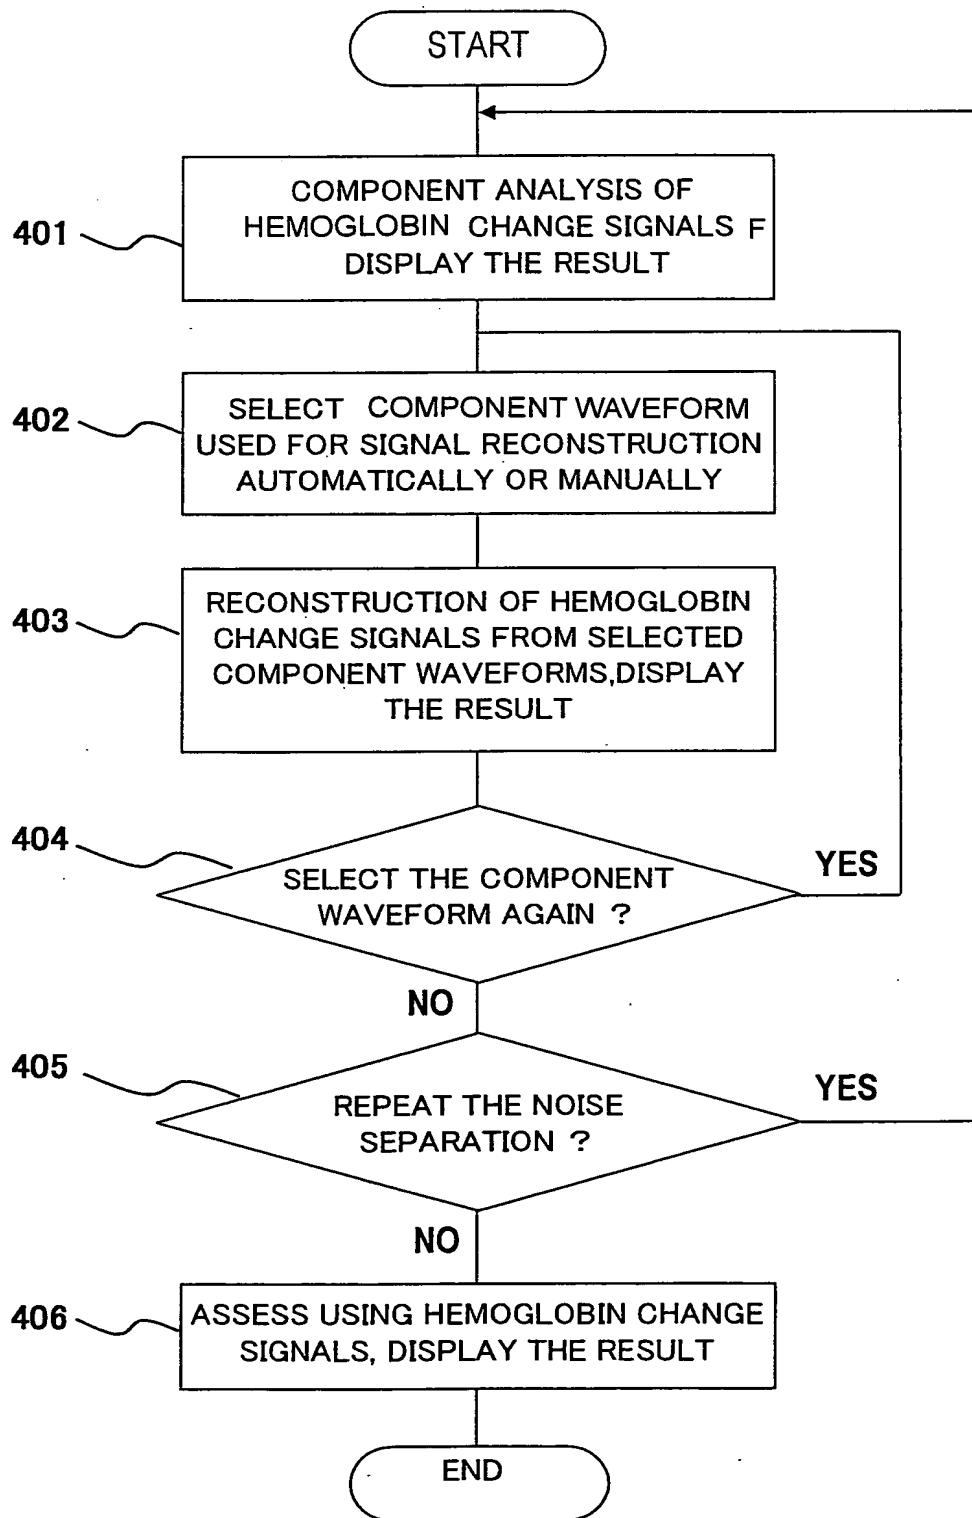 START
COMPONENT ANALYSIS OF
HEMOGLOBIN CHANGE SIGNALS F
DISPLAY THE RESULT
401
SELECT COMPONENT WAVEFORM
USED FOR SIGNAL RECONSTRUCTION
AUTOMATICALLY OR MANUALLY
402
RECONSTRUCTION OF HEMOGLOBIN
CHANGE SIGNALS FROM SELECTED
COMPONENT WAVEFORMS,DISPLAY
THE RESULT
403
404
SELECT THE COMPONENT
WAVEFORM AGAIN ?
YES
NO
405
REPEAT THE NOISE
SEPARATION ?
YES
NO
406
ASSESS USING HEMOGLOBIN CHANGE
SIGNALS, DISPLAY THE RESULT
END